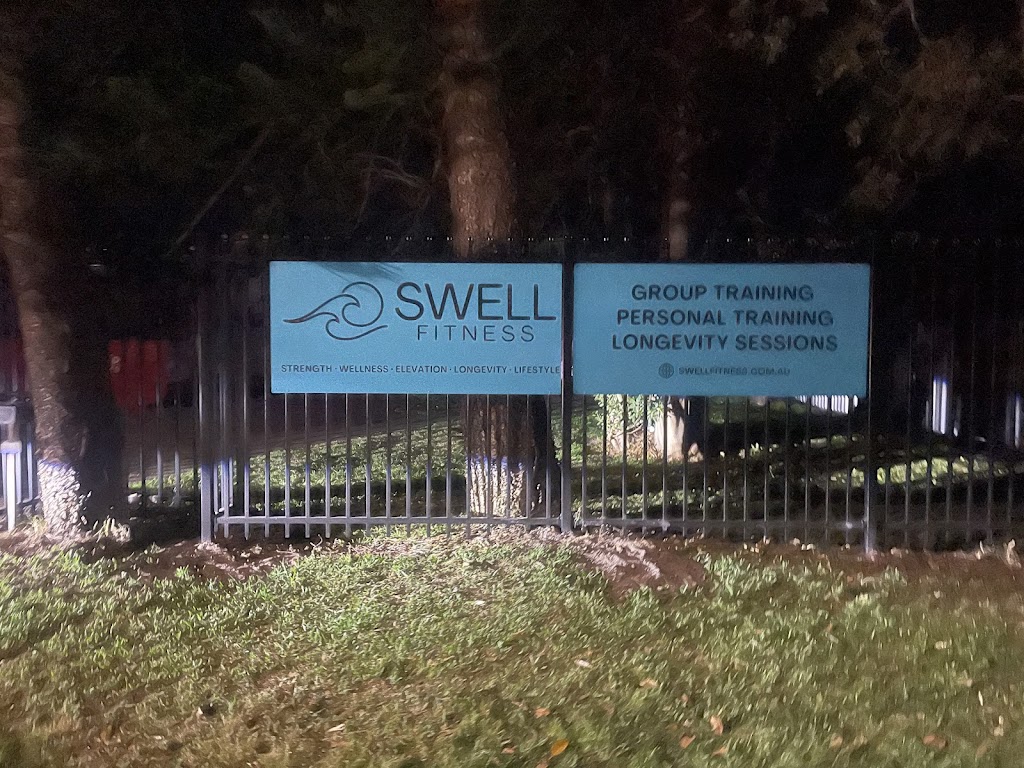 SWELL
FITNESS
STRENGTH · WELLNESS · ELEVATION · LONGEVITY · LIFESTYLE
GROUP TRAINING
PERSONAL TRAINING
LONGEVITY SESSIONS
SWELLFITNESS.COM.AU